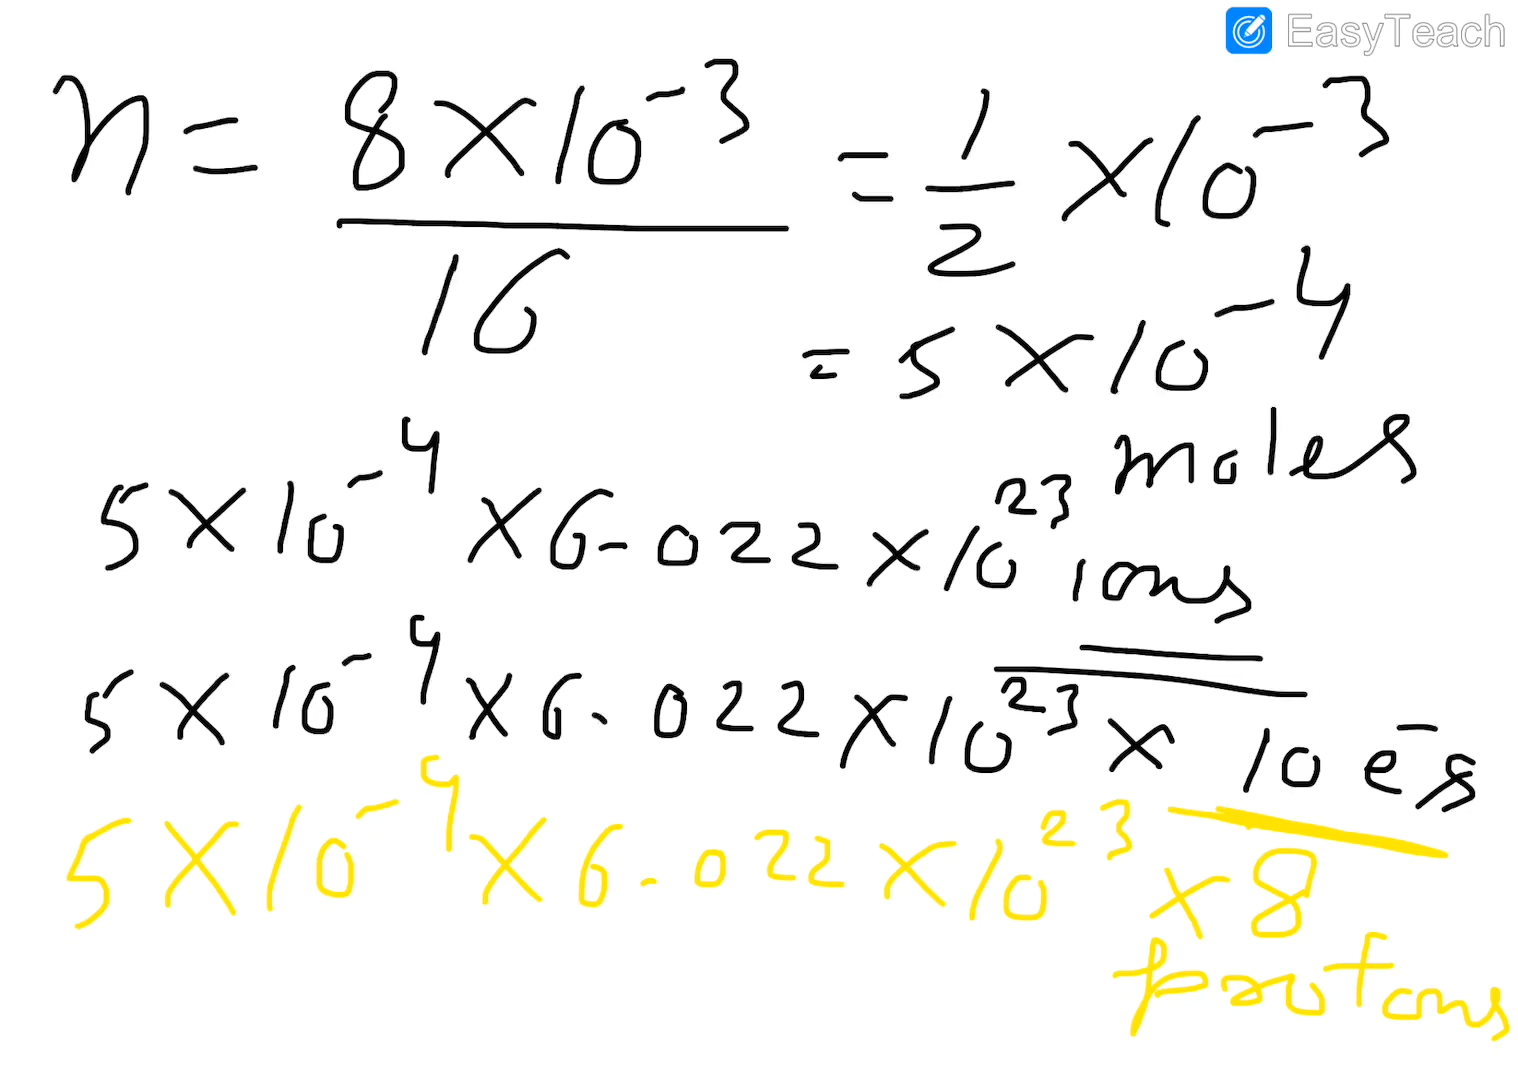 EasyTeach
n = 8×10⁻³/16 = 1/2 ×10⁻³
= 5×10⁻⁴
moles
5×10⁻⁴ ×6.022×10²³ ions
5×10⁻⁴ ×6.022×10²³ × 10 e⁻s
5×10⁻⁴ ×6.022×10²³ ×8
protons